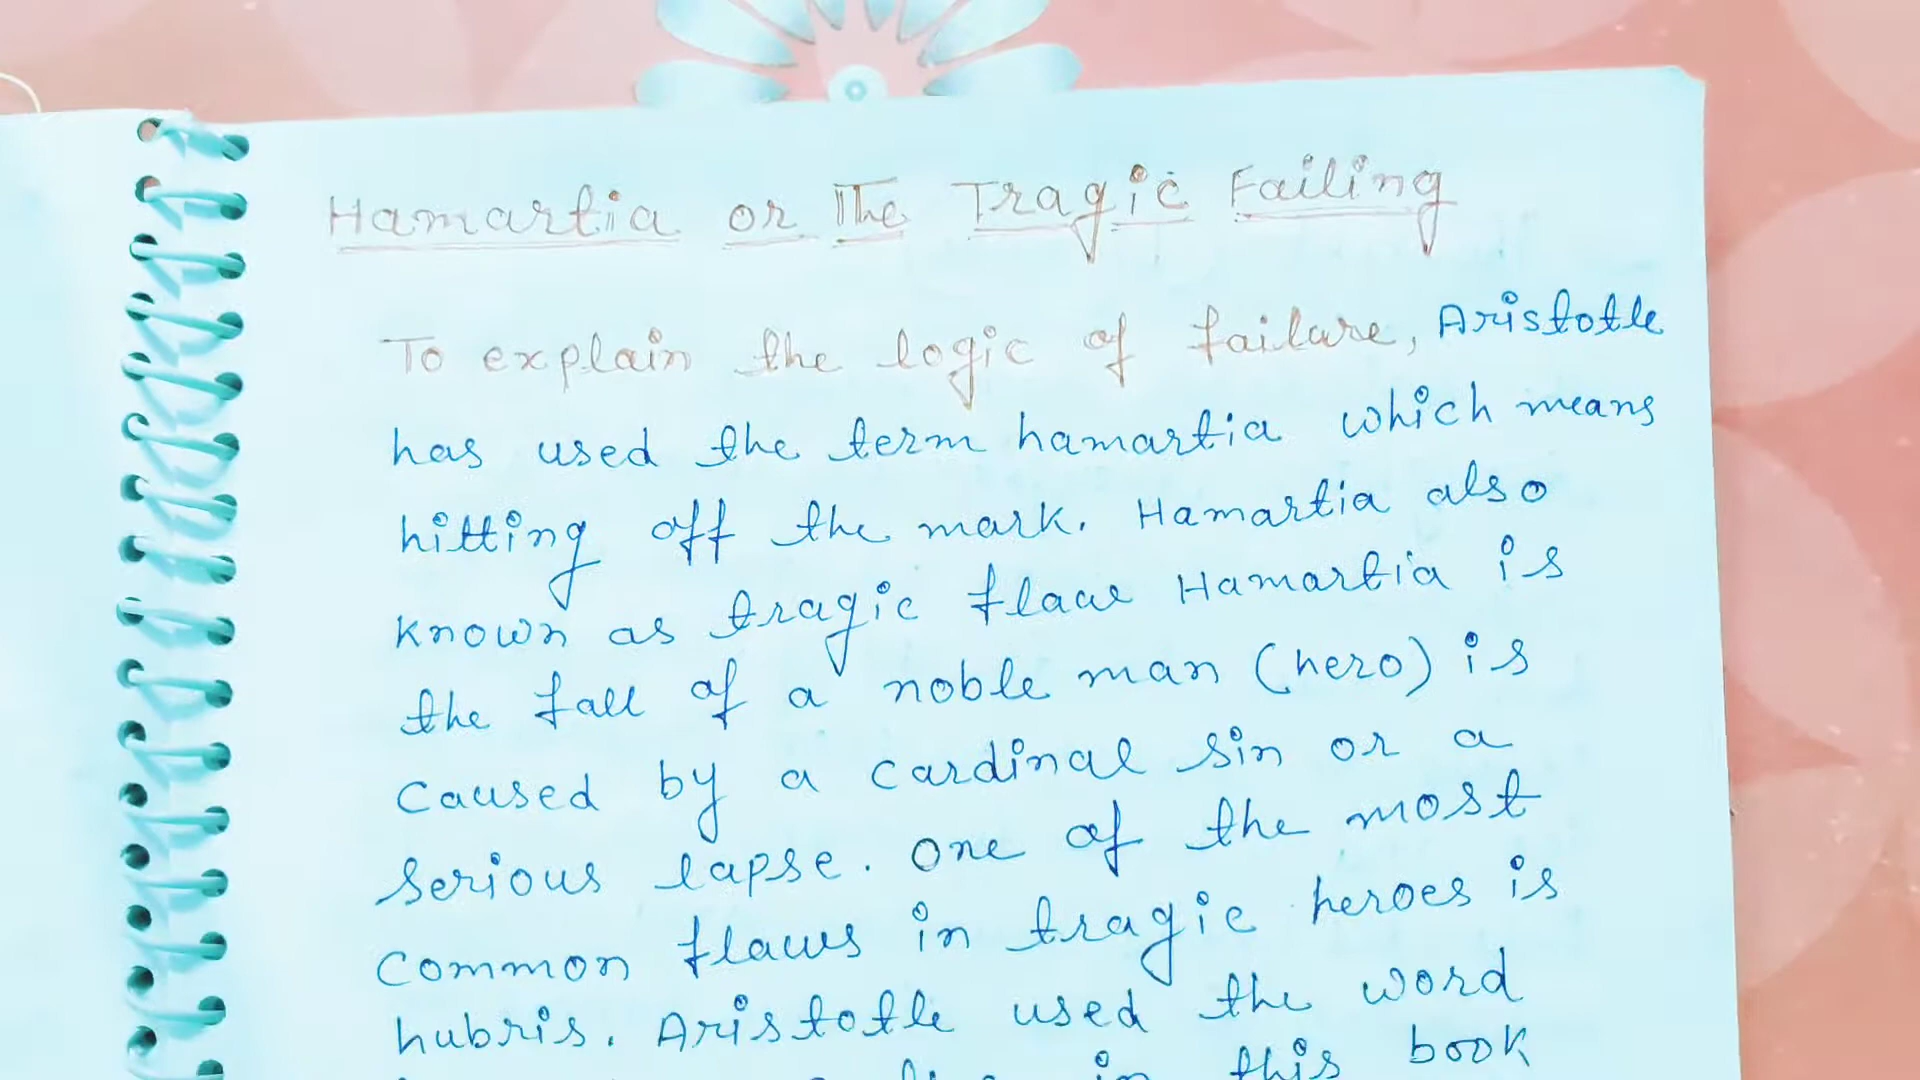 Hamartia or The Tragic Failing
To explain the logic of failure, Aristotle
has used the term hamartia which means
hitting off the mark. Hamartia also
known as tragic flaw Hamartia is
the fall of a noble man (hero) is
caused by a cardinal sin or a
serious lapse. One of the most
common flaws in tragic heroes is
hubris. Aristotle used the word
in this book